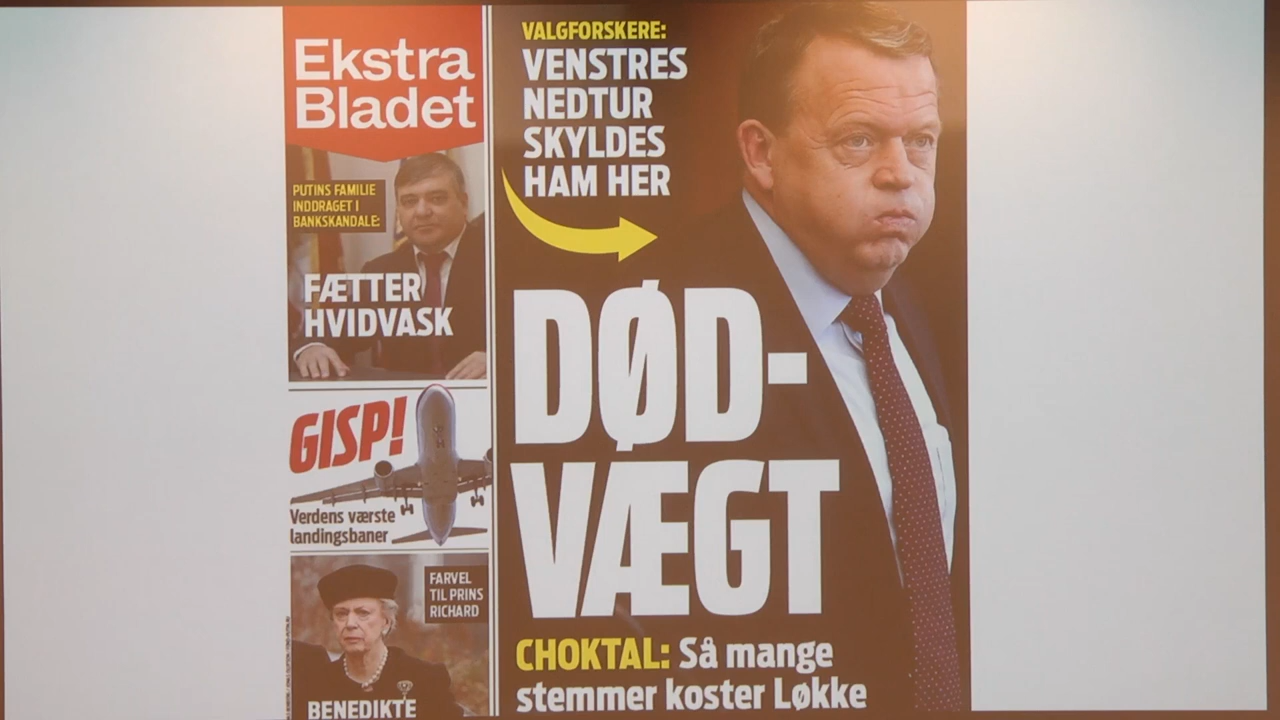 Ekstra
Bladet
PUTINS FAMILIE
INDDRAGET I
BANKSKANDALE:
FÆTTER
HVIDVASK
GISP!
Verdens værste
landingsbaner
FARVEL
TIL PRINS
RICHARD
BENEDIKTE
VALGFORSKERE:
VENSTRES
NEDTUR
SKYLDES
HAM HER
DØD-
VÆGT
CHOKTAL: Så mange
stemmer koster Løkke